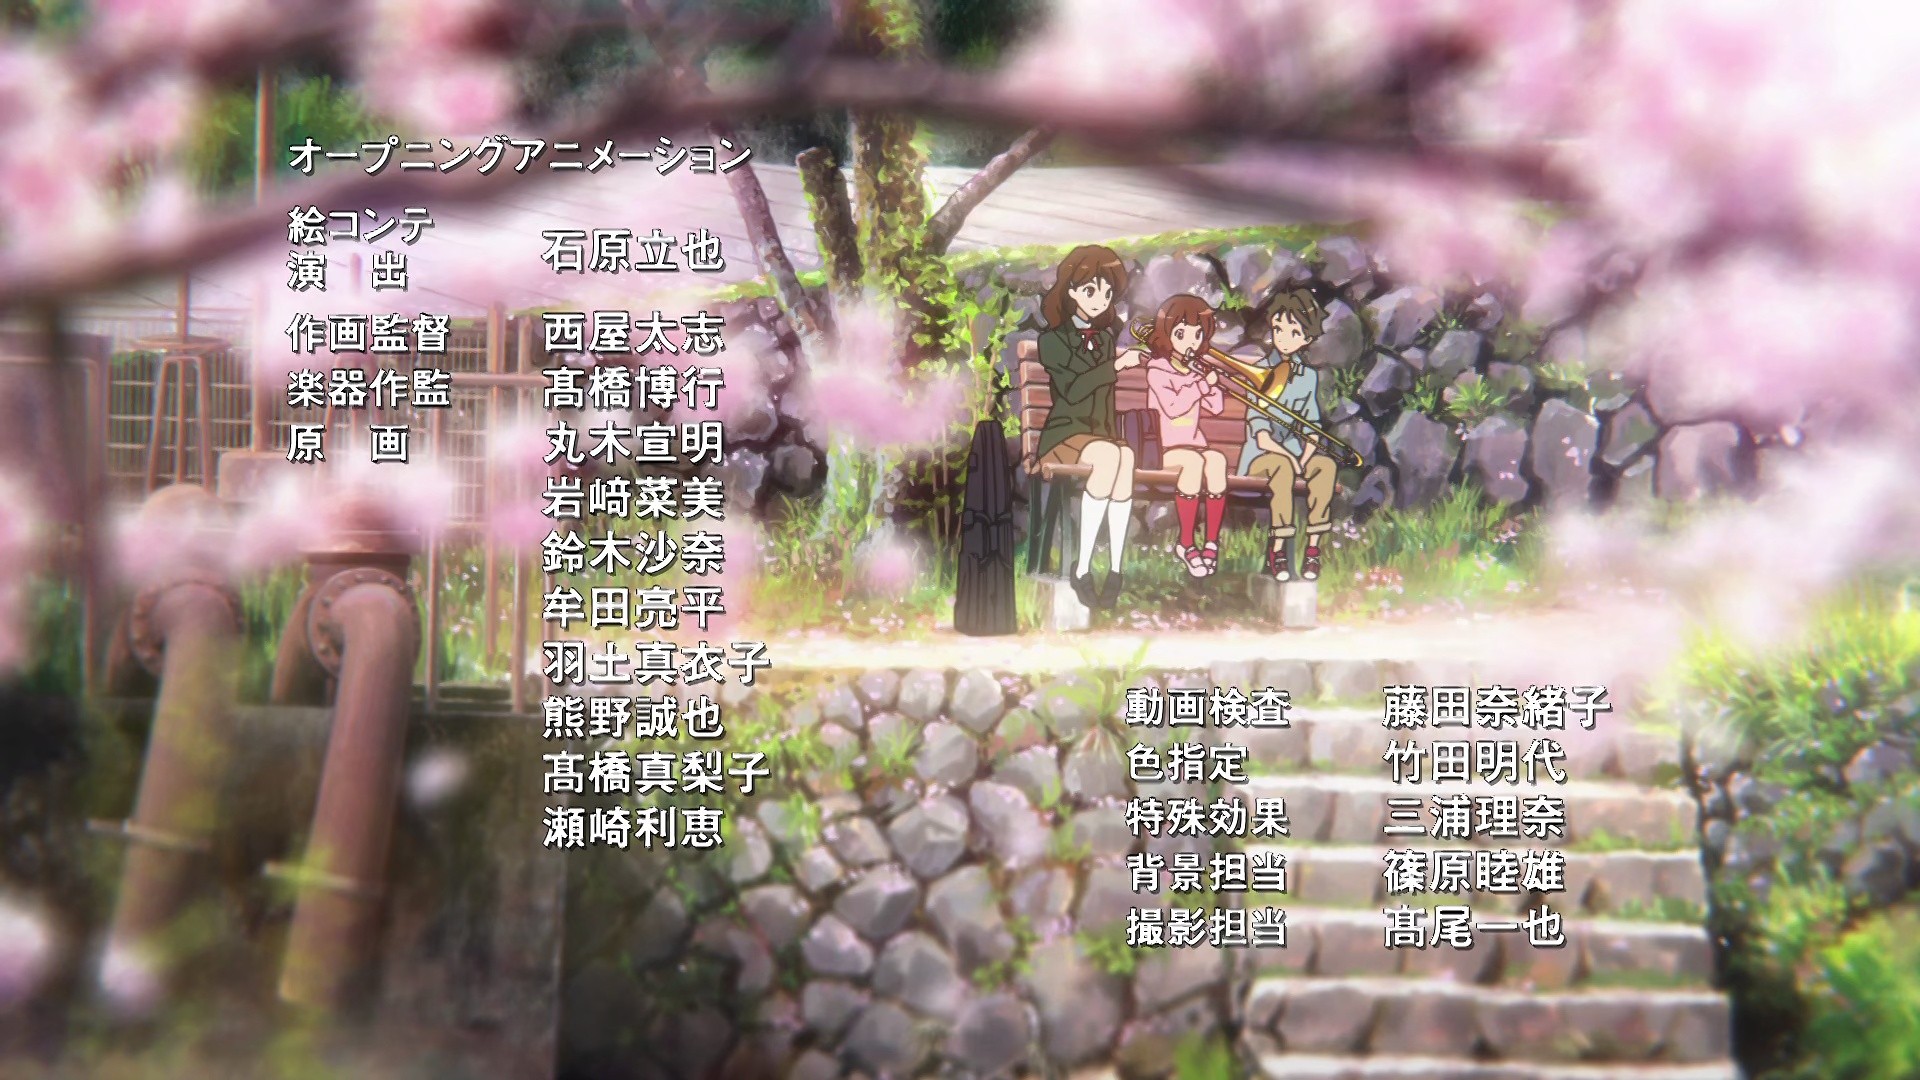 オープニングアニメーション
絵コンテ
演　出　石原立也
作画監督　西屋太志
楽器作監　髙橋博行
原　画　丸木宣明
岩﨑菜美
鈴木沙奈
牟田亮平
羽土真衣子
熊野誠也
髙橋真梨子
瀬崎利恵
動画検査　藤田奈緒子
色指定　竹田明代
特殊効果　三浦理奈
背景担当　篠原睦雄
撮影担当　髙尾一也